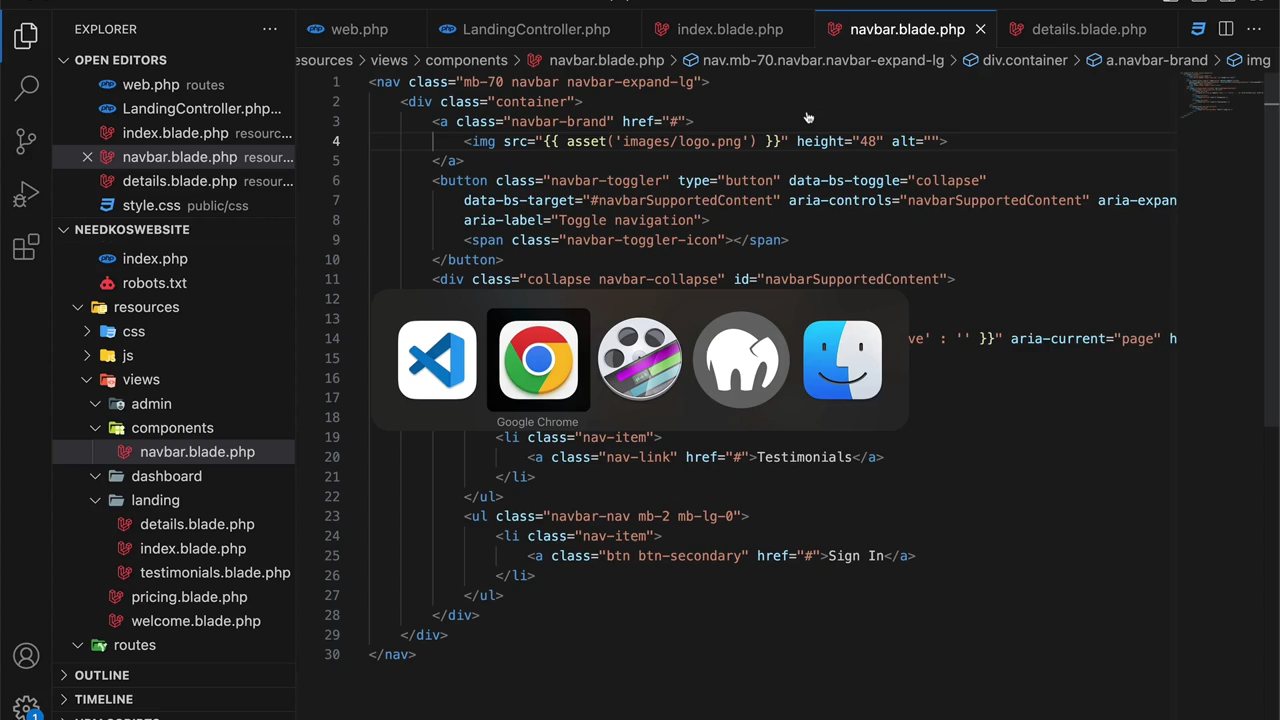 EXPLORER
OPEN EDITORS
web.php routes
LandingController.php...
index.blade.php resourc...
navbar.blade.php resour...
details.blade.php resour...
style.css public/css
NEEDKOSWEBSITE
index.php
robots.txt
resources
css
js
views
admin
components
navbar.blade.php
dashboard
landing
details.blade.php
index.blade.php
testimonials.blade.php
pricing.blade.php
welcome.blade.php
routes
OUTLINE
TIMELINE
1
web.php
LandingController.php
index.blade.php
navbar.blade.php
details.blade.php
esources > views > components > navbar.blade.php > nav.mb-70.navbar.navbar-expand-lg > div.container > a.navbar-brand > img
1 <nav class="mb-70 navbar navbar-expand-lg">
2 <div class="container">
3 <a class="navbar-brand" href="#">
4 <img src="{{ asset('images/logo.png') }}" height="48" alt="">
5 </a>
6 <button class="navbar-toggler" type="button" data-bs-toggle="collapse"
7 data-bs-target="#navbarSupportedContent" aria-controls="navbarSupportedContent" aria-expan
8 aria-label="Toggle navigation">
9 <span class="navbar-toggler-icon"></span>
10 </button>
11 <div class="collapse navbar-collapse" id="navbarSupportedContent">
12
13
14 ve' : '' }}" aria-current="page" h
15
16
17
18
19 <li class="nav-item">
20 <a class="nav-link" href="#">Testimonials</a>
21 </li>
22 </ul>
23 <ul class="navbar-nav mb-2 mb-lg-0">
24 <li class="nav-item">
25 <a class="btn btn-secondary" href="#">Sign In</a>
26 </li>
27 </ul>
28 </div>
29 </div>
30 </nav>
Google Chrome